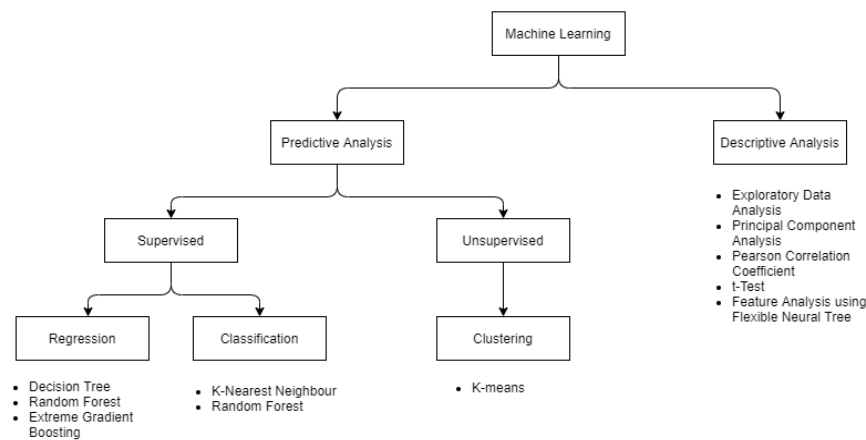 Machine Learning
Predictive Analysis
Descriptive Analysis
• Exploratory Data
Analysis
• Principal Component
Analysis
• Pearson Correlation
Coefficient
• t-Test
• Feature Analysis using
Flexible Neural Tree
Supervised
Unsupervised
Regression
Classification
Clustering
• Decision Tree
• Random Forest
• Extreme Gradient
Boosting
• K-Nearest Neighbour
• Random Forest
• K-means